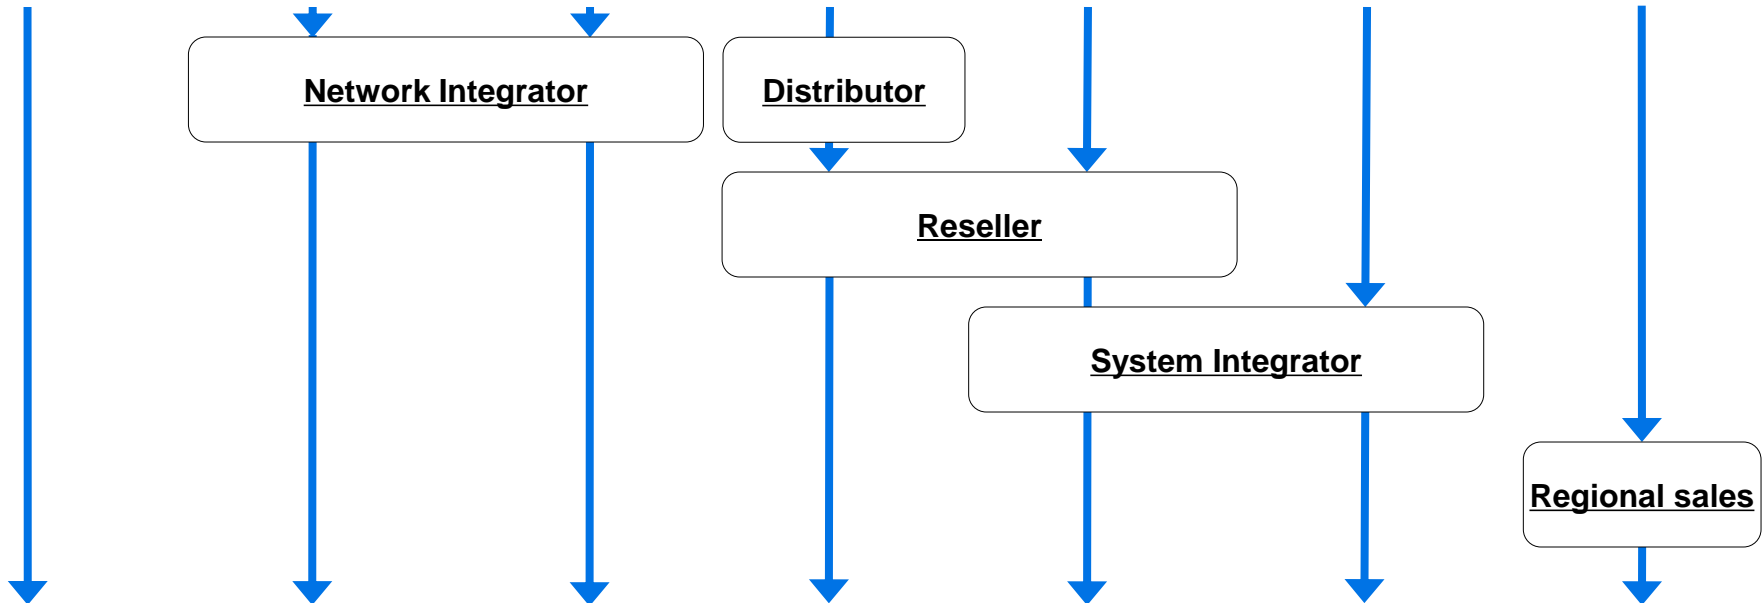 Network Integrator
Distributor
Reseller
System Integrator
Regional sales